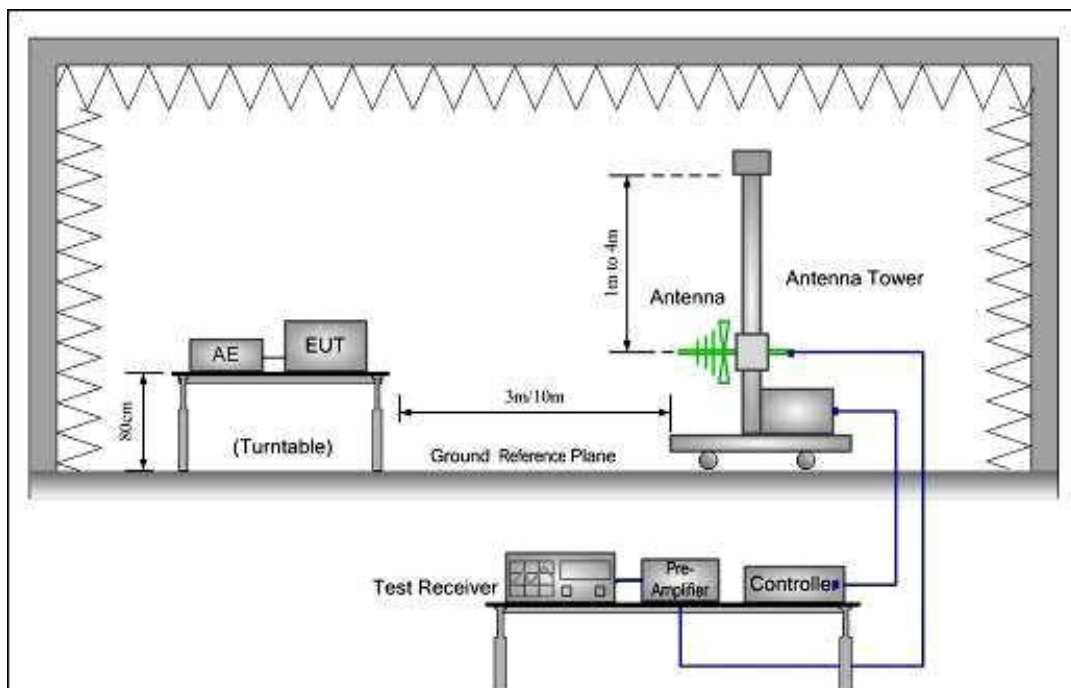 1m to 4m
Antenna Tower
Antenna
AE
EUT
80cm
3m/10m
(Turntable)
Ground Reference Plane
Test Receiver
Pre-
Amplifier
Controlle